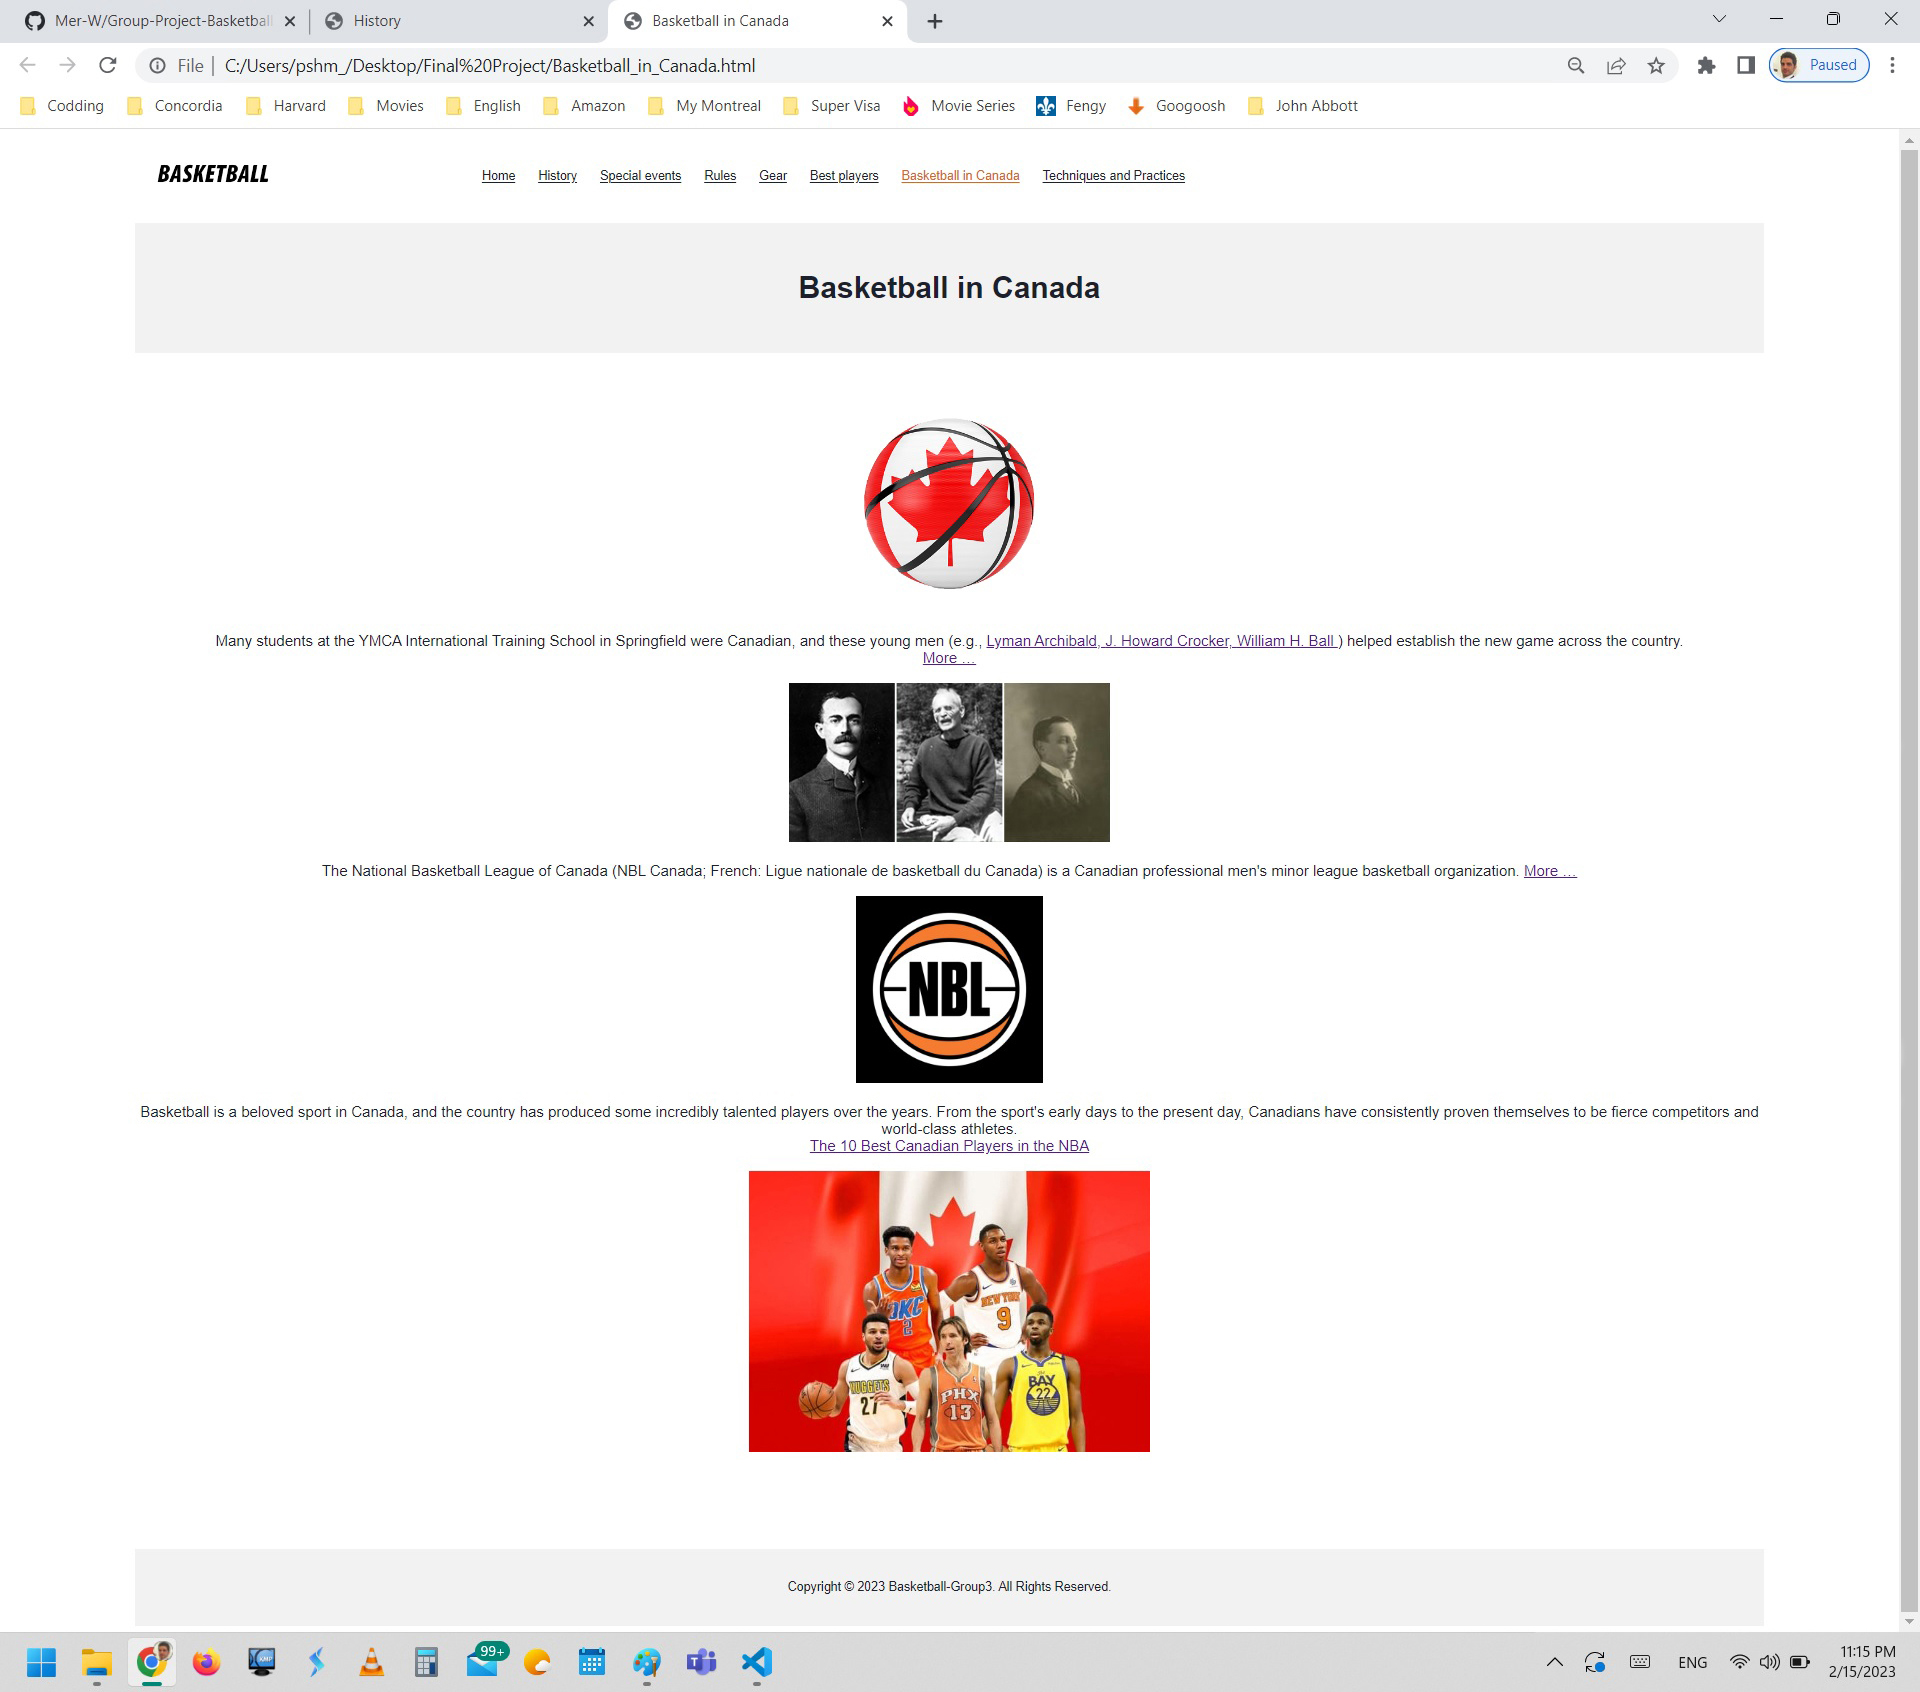 Mer-W/Group-Project-Basketball
History
Basketball in Canada
File
C:/Users/pshm_/Desktop/Final%20Project/Basketball_in_Canada.html
Paused
Codding Concordia Harvard Movies English Amazon My Montreal Super Visa Movie Series Fengy Googoosh John Abbott
BASKETBALL
Home History Special events Rules Gear Best players Basketball in Canada Techniques and Practices
Basketball in Canada
Many students at the YMCA International Training School in Springfield were Canadian, and these young men (e.g., Lyman Archibald, J. Howard Crocker, William H. Ball ) helped establish the new game across the country.
More ...
The National Basketball League of Canada (NBL Canada; French: Ligue nationale de basketball du Canada) is a Canadian professional men's minor league basketball organization. More ...
NBL
Basketball is a beloved sport in Canada, and the country has produced some incredibly talented players over the years. From the sport's early days to the present day, Canadians have consistently proven themselves to be fierce competitors and
world-class athletes.
The 10 Best Canadian Players in the NBA
OKC
2
NEW YORK
9
NUGGETS
27
PHX
13
BAY
22
Copyright © 2023 Basketball-Group3. All Rights Reserved.
KMP
99+
ENG
11:15 PM
2/15/2023